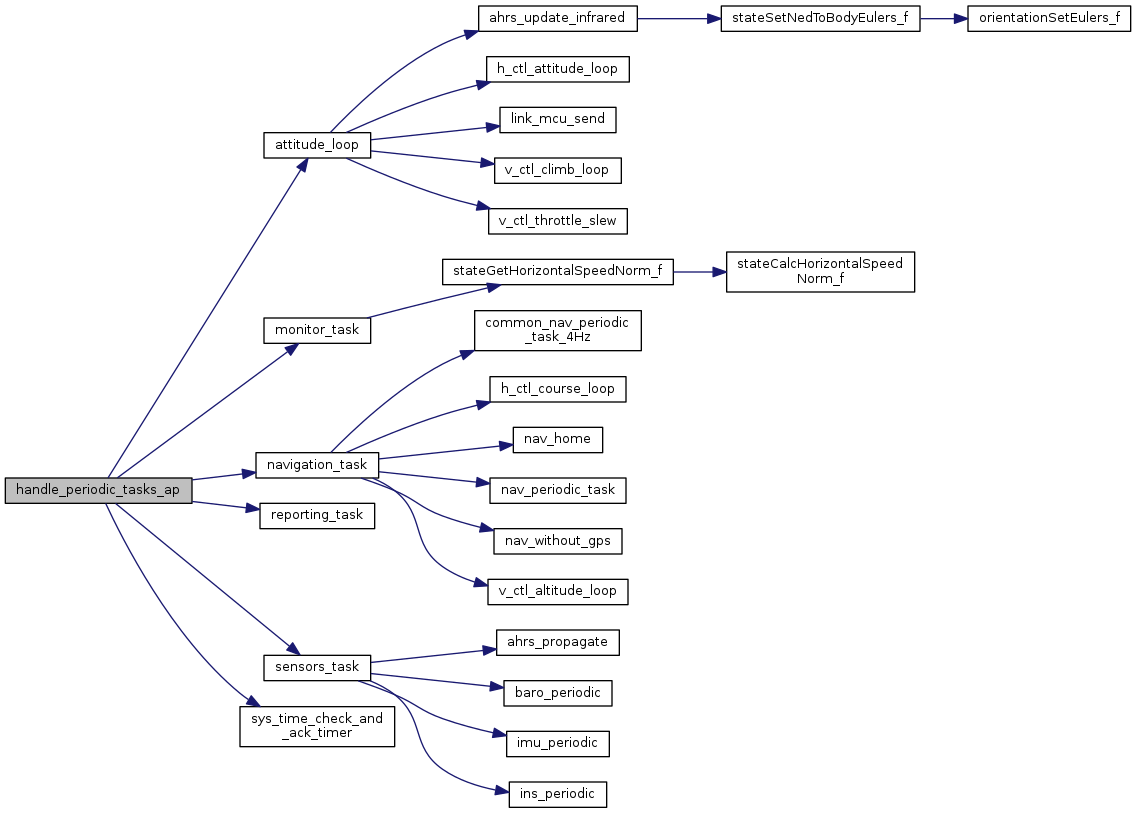 ahrs_update_infrared
stateSetNedToBodyEulers_f
orientationSetEulers_f
h_ctl_attitude_loop
link_mcu_send
attitude_loop
v_ctl_climb_loop
v_ctl_throttle_slew
stateGetHorizontalSpeedNorm_f
stateCalcHorizontalSpeed
Norm_f
monitor_task
common_nav_periodic
_task_4Hz
h_ctl_course_loop
nav_home
navigation_task
handle_periodic_tasks_ap
nav_periodic_task
reporting_task
nav_without_gps
v_ctl_altitude_loop
ahrs_propagate
sensors_task
baro_periodic
sys_time_check_and
_ack_timer
imu_periodic
ins_periodic